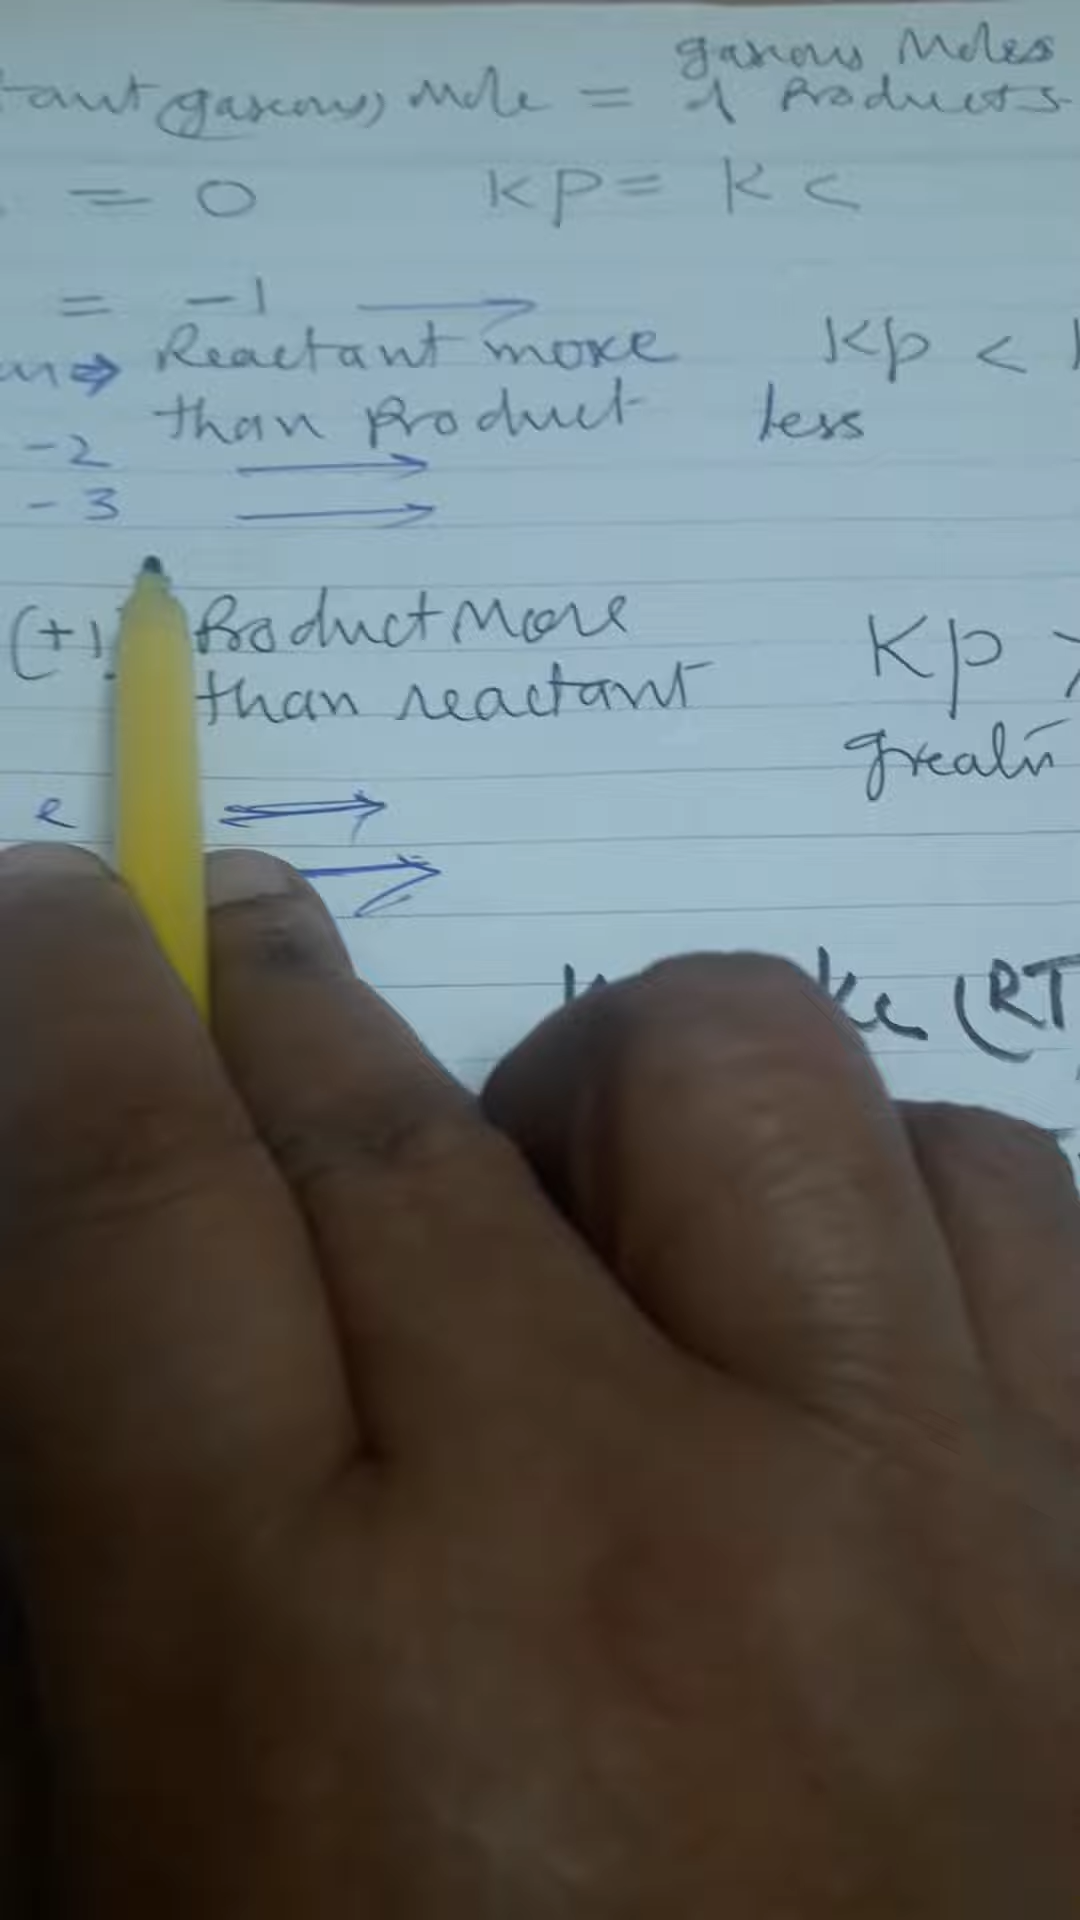 gaseous Moles
tant (gaseous) Mole = of Products
= 0 KP = KC
= -1
Reactant more Kp <
than Product less
-2
-3
(+1) Product More Kp >
than reactant
greater
e
Kc (RT